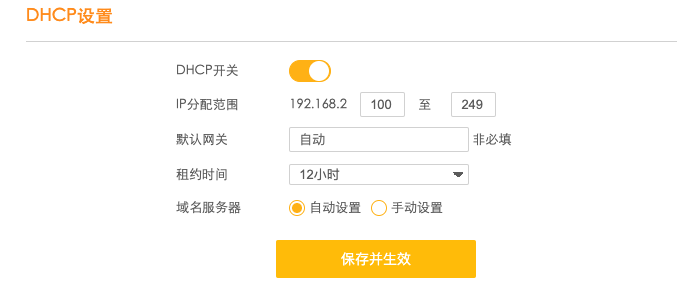 DHCP设置
DHCP开关
IP分配范围 192.168.2 100 至 249
默认网关 自动 非必填
租约时间 12小时
域名服务器 自动设置 手动设置
保存并生效